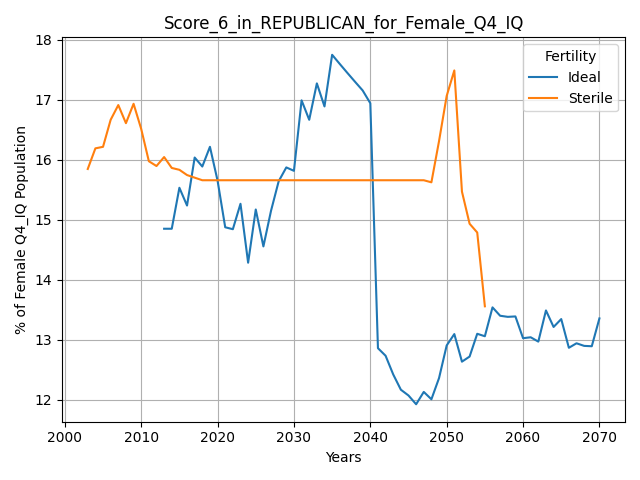 Score_6_in_REPUBLICAN_for_Female_Q4_IQ
% of Female Q4_IQ Population
18
17
16
15
14
13
12
Fertility
Ideal
Sterile
2000 2010 2020 2030 2040 2050 2060 2070
Years